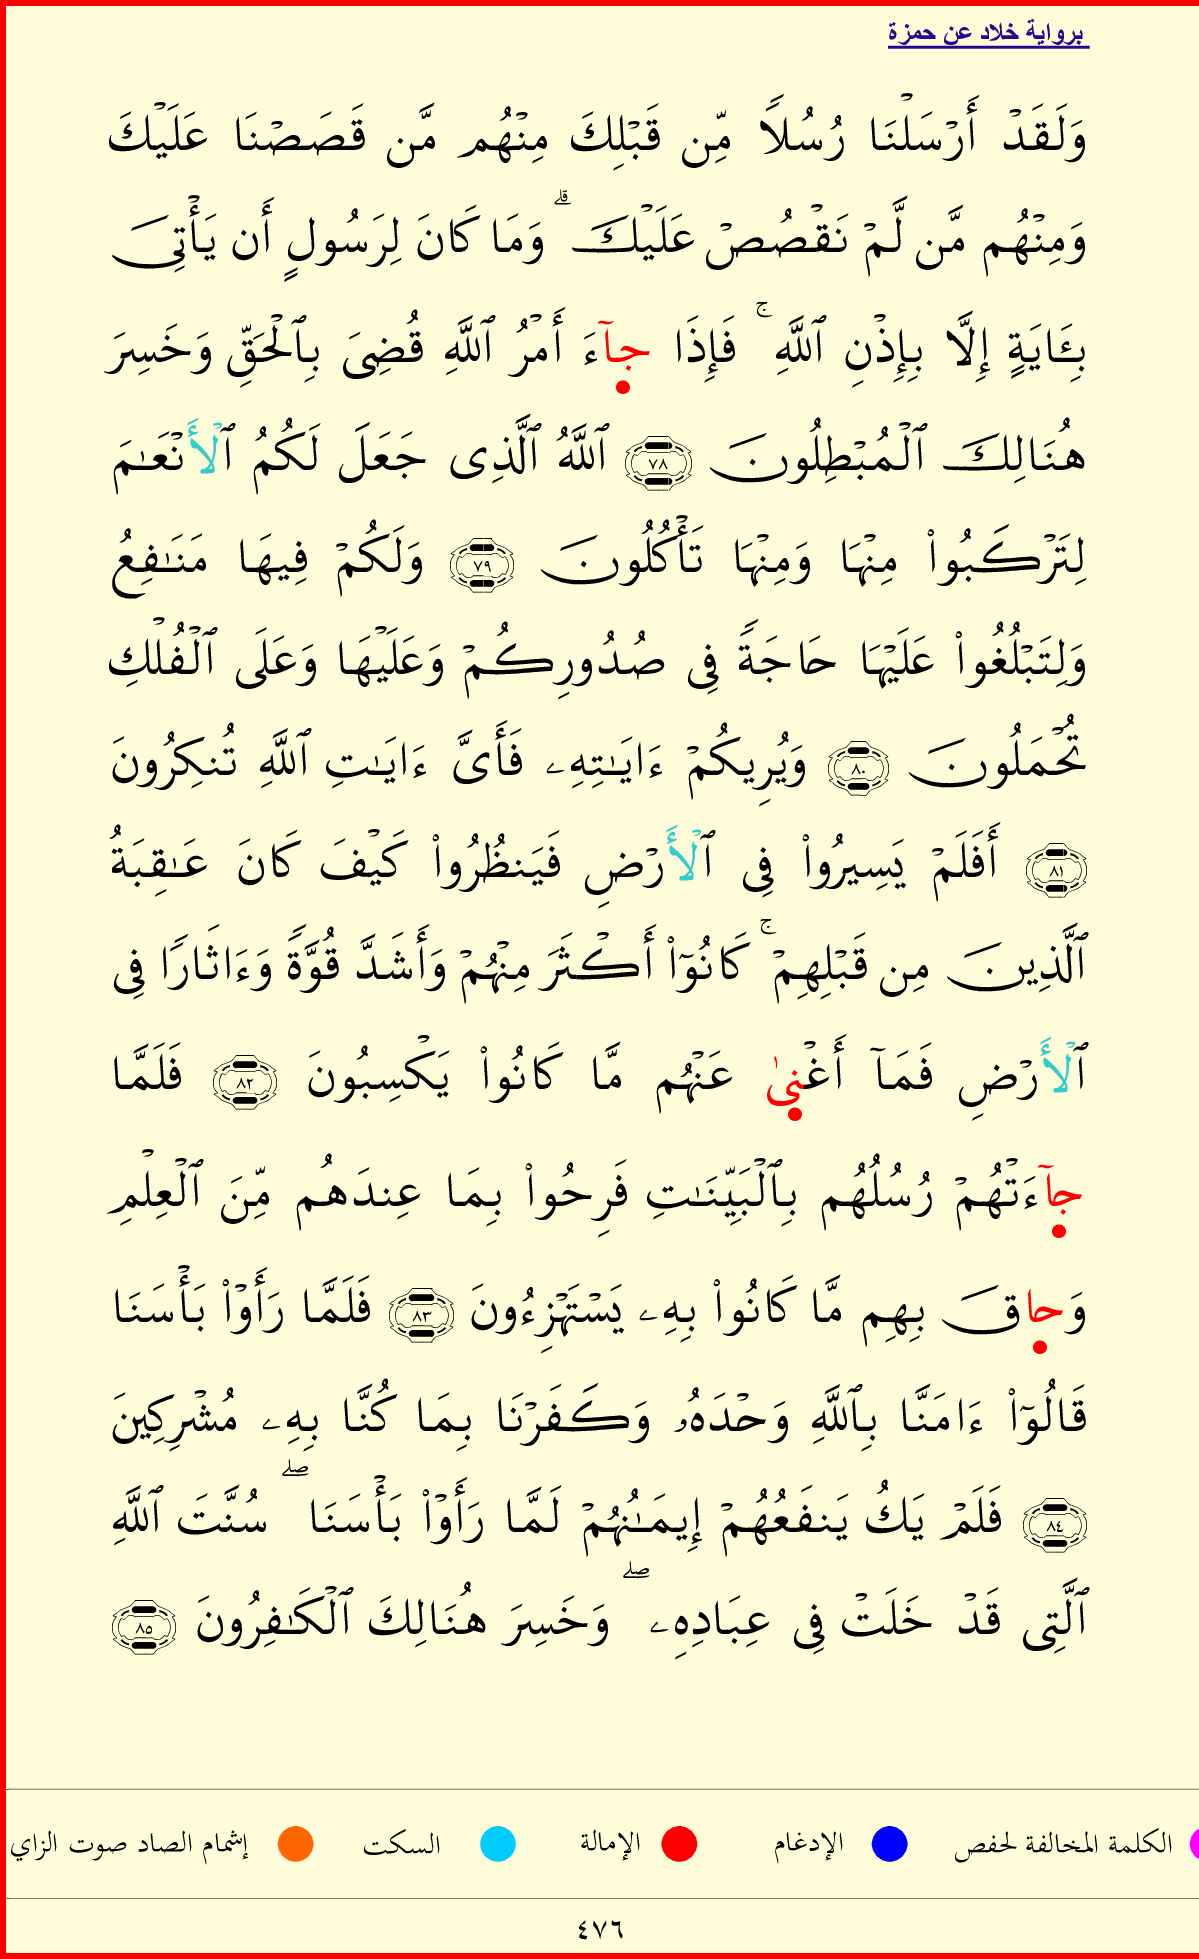 برواية خلاد عن حمزة
وَلَقَدۡ أَرۡسَلۡنَا رُسُلًا مِّن قَبۡلِكَ مِنۡهُم مَّن قَصَصۡنَا عَلَيۡكَ
وَمِنۡهُم مَّن لَّمۡ نَقۡصُصۡ عَلَيۡكَۗ وَمَا كَانَ لِرَسُولٍ أَن يَأۡتِيَ
بِـَٔايَةٍ إِلَّا بِإِذۡنِ ٱللَّهِۚ فَإِذَا جَآءَ أَمۡرُ ٱللَّهِ قُضِيَ بِٱلۡحَقِّ وَخَسِرَ
هُنَالِكَ ٱلۡمُبۡطِلُونَ ٧٨ ٱللَّهُ ٱلَّذِي جَعَلَ لَكُمُ ٱلۡأَنۡعَٰمَ
لِتَرۡكَبُواْ مِنۡهَا وَمِنۡهَا تَأۡكُلُونَ ٧٩ وَلَكُمۡ فِيهَا مَنَٰفِعُ
وَلِتَبۡلُغُواْ عَلَيۡهَا حَاجَةً فِي صُدُورِكُمۡ وَعَلَيۡهَا وَعَلَى ٱلۡفُلۡكِ
تُحۡمَلُونَ ٨٠ وَيُرِيكُمۡ ءَايَٰتِهِۦ فَأَيَّ ءَايَٰتِ ٱللَّهِ تُنكِرُونَ
٨١ أَفَلَمۡ يَسِيرُواْ فِي ٱلۡأَرۡضِ فَيَنظُرُواْ كَيۡفَ كَانَ عَٰقِبَةُ
ٱلَّذِينَ مِن قَبۡلِهِمۡۚ كَانُوٓاْ أَكۡثَرَ مِنۡهُمۡ وَأَشَدَّ قُوَّةً وَءَاثَارًا فِي
ٱلۡأَرۡضِ فَمَآ أَغۡنىٰ عَنۡهُم مَّا كَانُواْ يَكۡسِبُونَ ٨٢ فَلَمَّا
جآءَتۡهُمۡ رُسُلُهُم بِٱلۡبَيِّنَٰتِ فَرِحُواْ بِمَا عِندَهُم مِّنَ ٱلۡعِلۡمِ
وَحاقَ بِهِم مَّا كَانُواْ بِهِۦ يَسۡتَهۡزِءُونَ ٨٣ فَلَمَّا رَأَوۡاْ بَأۡسَنَا
قَالُوٓاْ ءَامَنَّا بِٱللَّهِ وَحۡدَهُۥ وَكَفَرۡنَا بِمَا كُنَّا بِهِۦ مُشۡرِكِينَ
٨٤ فَلَمۡ يَكُ يَنفَعُهُمۡ إِيمَٰنُهُمۡ لَمَّا رَأَوۡاْ بَأۡسَنَاۖ سُنَّتَ ٱللَّهِ
ٱلَّتِي قَدۡ خَلَتۡ فِي عِبَادِهِۦۖ وَخَسِرَ هُنَالِكَ ٱلۡكَٰفِرُونَ ٨٥
الكلمة المخالفة لحفص الإدغام الإمالة السكت إشمام الصاد صوت الزاي
٤٧٦